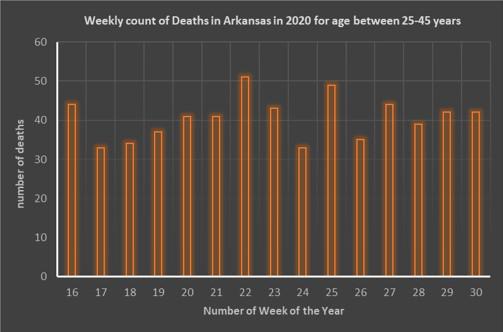 Weekly count of Deaths in Arkansas in 2020 for age between 25-45 years
60
50
40
30
20
10
0
number of deaths
16 17 18 19 20 21 22 23 24 25 26 27 28 29 30
Number of Week of the Year